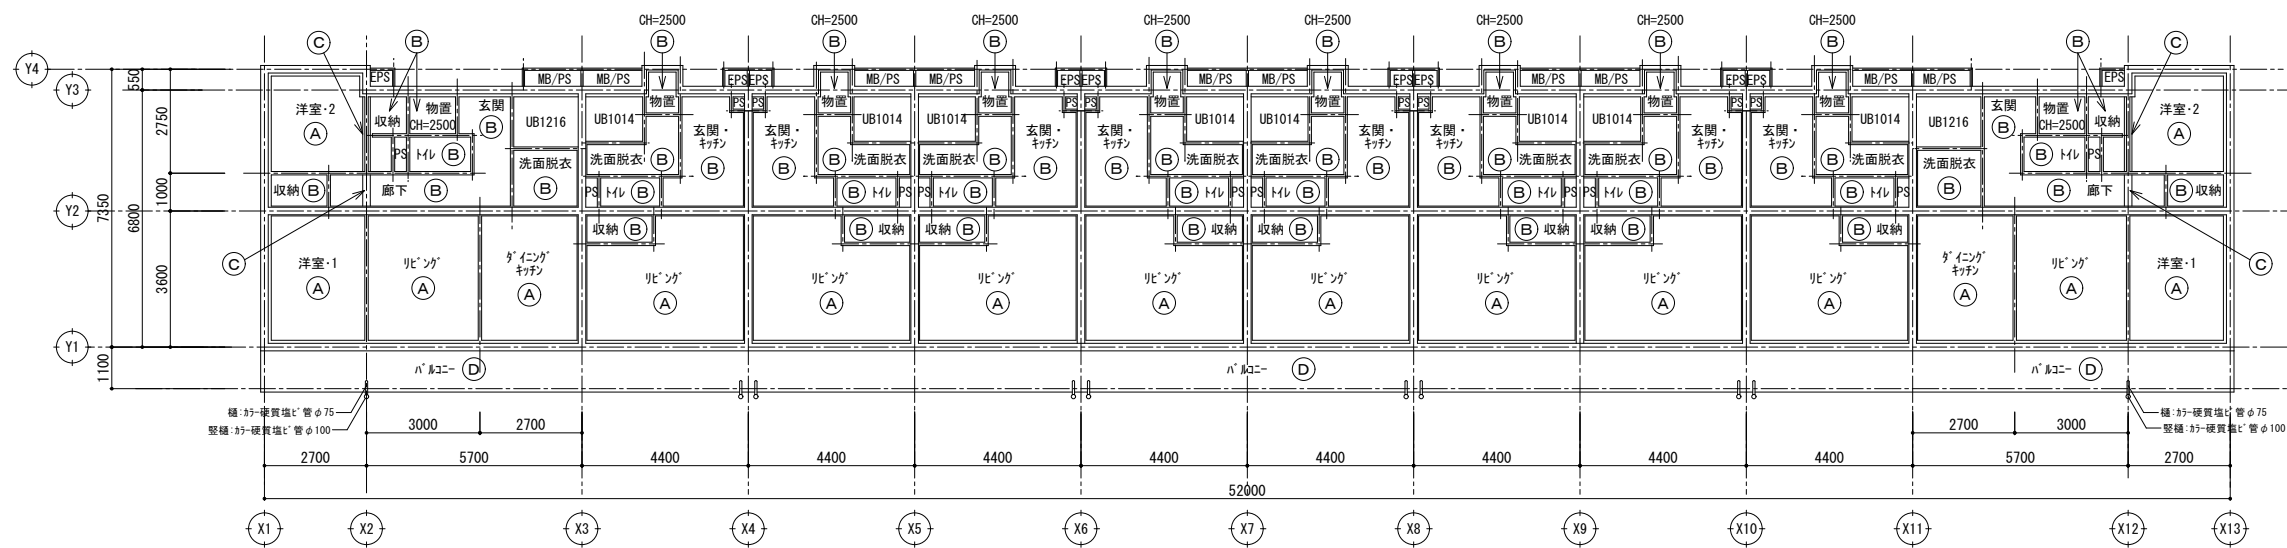 CH=2500 CH=2500 CH=2500 CH=2500 CH=2500 CH=2500 CH=2500 CH=2500
C B B B B B B B B B B C
Y4 EPS MB/PS MB/PS EPS EPS MB/PS MB/PS EPS EPS MB/PS MB/PS EPS EPS MB/PS MB/PS EPS EPS MB/PS MB/PS EPS
Y3
550
物置 PS PS 物置 物置 PS PS 物置 物置 PS PS 物置 物置 PS PS 物置
洋室・2 A
収納
物置
CH=2500
玄関 B
UB1216
UB1014
玄関・
キッチン
B
玄関・
キッチン
B
UB1014
UB1014
玄関・
キッチン
B
玄関・
キッチン
B
UB1014
UB1014
玄関・
キッチン
B
玄関・
キッチン
B
UB1014
UB1014
玄関・
キッチン
B
玄関・
キッチン
B
UB1014
UB1216
玄関 B
物置
CH=2500
収納
洋室・2 A
2750
PS トイレ B
洗面脱衣 B
洗面脱衣 B
B 洗面脱衣
洗面脱衣 B
B 洗面脱衣
洗面脱衣 B
B 洗面脱衣
洗面脱衣 B
B 洗面脱衣
洗面脱衣 B
B トイレ PS
1000
収納 B 廊下 B
PS トイレ B
B トイレ PS
PS トイレ B
B トイレ PS
PS トイレ B
B トイレ PS
PS トイレ B
B トイレ PS
B 廊下 B 収納
Y2
7350
6800
収納 B
B 収納
収納 B
B 収納
収納 B
B 収納
収納 B
B 収納
C
C
3600
洋室・1 A
リビング A
ダイニング
キッチン
A
リビング A
リビング A
リビング A
リビング A
リビング A
リビング A
リビング A
リビング A
ダイニング
キッチン
A
リビング A
洋室・1 A
Y1
1100
バルコニー D
バルコニー D
バルコニー D
樋:カラー硬質塩ビ管φ75
竪樋:カラー硬質塩ビ管φ100
樋:カラー硬質塩ビ管φ75
竪樋:カラー硬質塩ビ管φ100
3000 2700 2700 3000
2700 5700 4400 4400 4400 4400 4400 4400 4400 4400 5700 2700
52000
X1 X2 X3 X4 X5 X6 X7 X8 X9 X10 X11 X12 X13